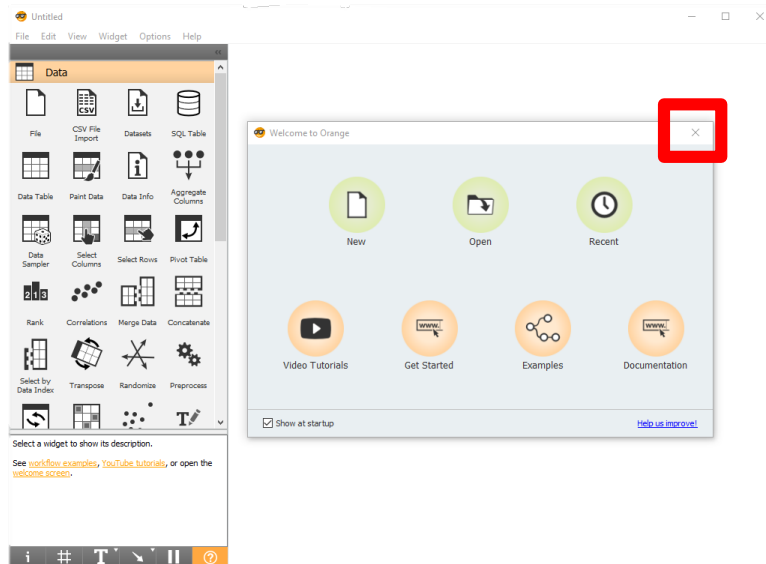 Untitled
File Edit View Widget Options Help
Data
File CSV File Import Datasets SQL Table
Data Table Paint Data Data Info Aggregate Columns
Data Sampler Select Columns Select Rows Pivot Table
Rank Correlations Merge Data Concatenate
Select by Data Index Transpose Randomize Preprocess
Select a widget to show its description.
See workflow examples, YouTube tutorials, or open the
welcome screen.
Welcome to Orange
New Open Recent
Video Tutorials Get Started Examples Documentation
Show at startup Help us improve!
CSV
213
www.
www.